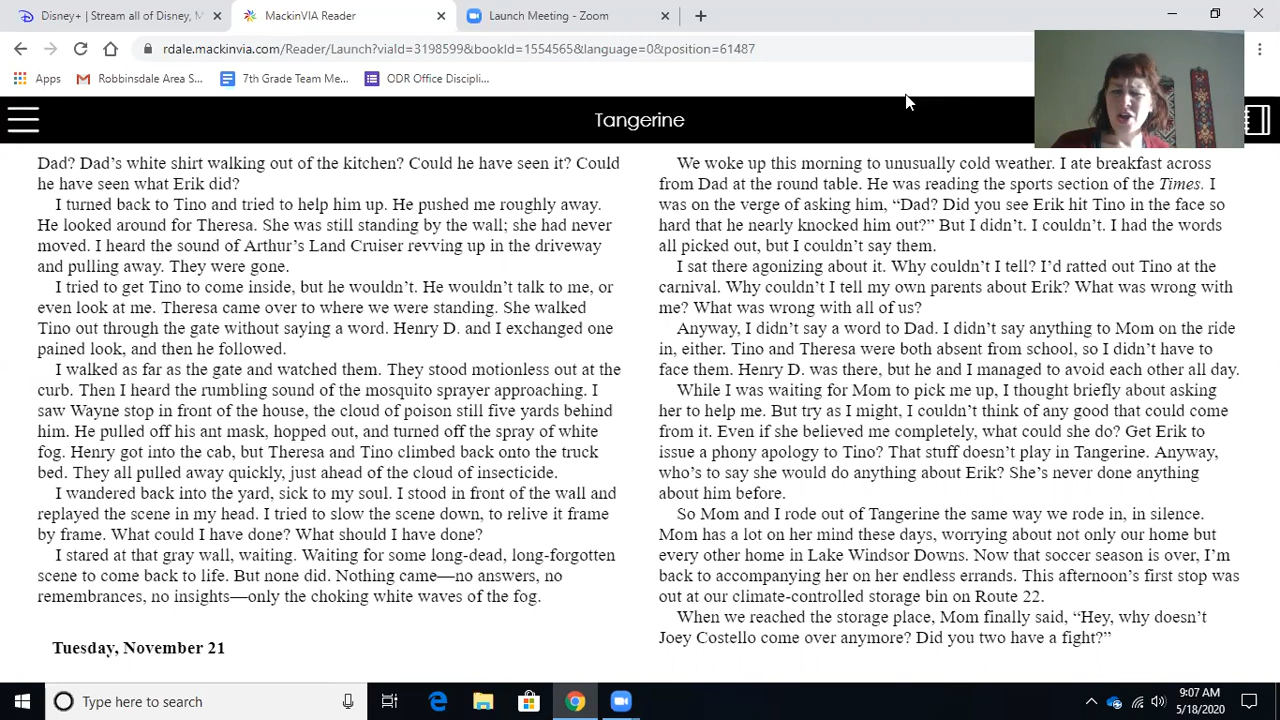 Disney+ | Stream all of Disney, M
MackinVIA Reader
Launch Meeting - Zoom
rdale.mackinvia.com/Reader/Launch?viaId=3198599&bookId=1554565&language=0&position=61487
Apps
Robbinsdale Area S...
7th Grade Team Me...
ODR Office Discipli...
Tangerine
Dad? Dad's white shirt walking out of the kitchen? Could he have seen it? Could
he have seen what Erik did?
I turned back to Tino and tried to help him up. He pushed me roughly away.
He looked around for Theresa. She was still standing by the wall; she had never
moved. I heard the sound of Arthur's Land Cruiser revving up in the driveway
and pulling away. They were gone.
I tried to get Tino to come inside, but he wouldn't. He wouldn't talk to me, or
even look at me. Theresa came over to where we were standing. She walked
Tino out through the gate without saying a word. Henry D. and I exchanged one
pained look, and then he followed.
I walked as far as the gate and watched them. They stood motionless out at the
curb. Then I heard the rumbling sound of the mosquito sprayer approaching. I
saw Wayne stop in front of the house, the cloud of poison still five yards behind
him. He pulled off his ant mask, hopped out, and turned off the spray of white
fog. Henry got into the cab, but Theresa and Tino climbed back onto the truck
bed. They all pulled away quickly, just ahead of the cloud of insecticide.
I wandered back into the yard, sick to my soul. I stood in front of the wall and
replayed the scene in my head. I tried to slow the scene down, to relive it frame
by frame. What could I have done? What should I have done?
I stared at that gray wall, waiting. Waiting for some long-dead, long-forgotten
scene to come back to life. But none did. Nothing came—no answers, no
remembrances, no insights—only the choking white waves of the fog.
Tuesday, November 21
We woke up this morning to unusually cold weather. I ate breakfast across
from Dad at the round table. He was reading the sports section of the Times. I
was on the verge of asking him, "Dad? Did you see Erik hit Tino in the face so
hard that he nearly knocked him out?" But I didn't. I couldn't. I had the words
all picked out, but I couldn't say them.
I sat there agonizing about it. Why couldn't I tell? I'd ratted out Tino at the
carnival. Why couldn't I tell my own parents about Erik? What was wrong with
me? What was wrong with all of us?
Anyway, I didn't say a word to Dad. I didn't say anything to Mom on the ride
in, either. Tino and Theresa were both absent from school, so I didn't have to
face them. Henry D. was there, but he and I managed to avoid each other all day.
While I was waiting for Mom to pick me up, I thought briefly about asking
her to help me. But try as I might, I couldn't think of any good that could come
from it. Even if she believed me completely, what could she do? Get Erik to
issue a phony apology to Tino? That stuff doesn't play in Tangerine. Anyway,
who's to say she would do anything about Erik? She's never done anything
about him before.
So Mom and I rode out of Tangerine the same way we rode in, in silence.
Mom has a lot on her mind these days, worrying about not only our home but
every other home in Lake Windsor Downs. Now that soccer season is over, I'm
back to accompanying her on her endless errands. This afternoon's first stop was
out at our climate-controlled storage bin on Route 22.
When we reached the storage place, Mom finally said, "Hey, why doesn't
Joey Costello come over anymore? Did you two have a fight?"
Type here to search
9:07 AM
5/18/2020